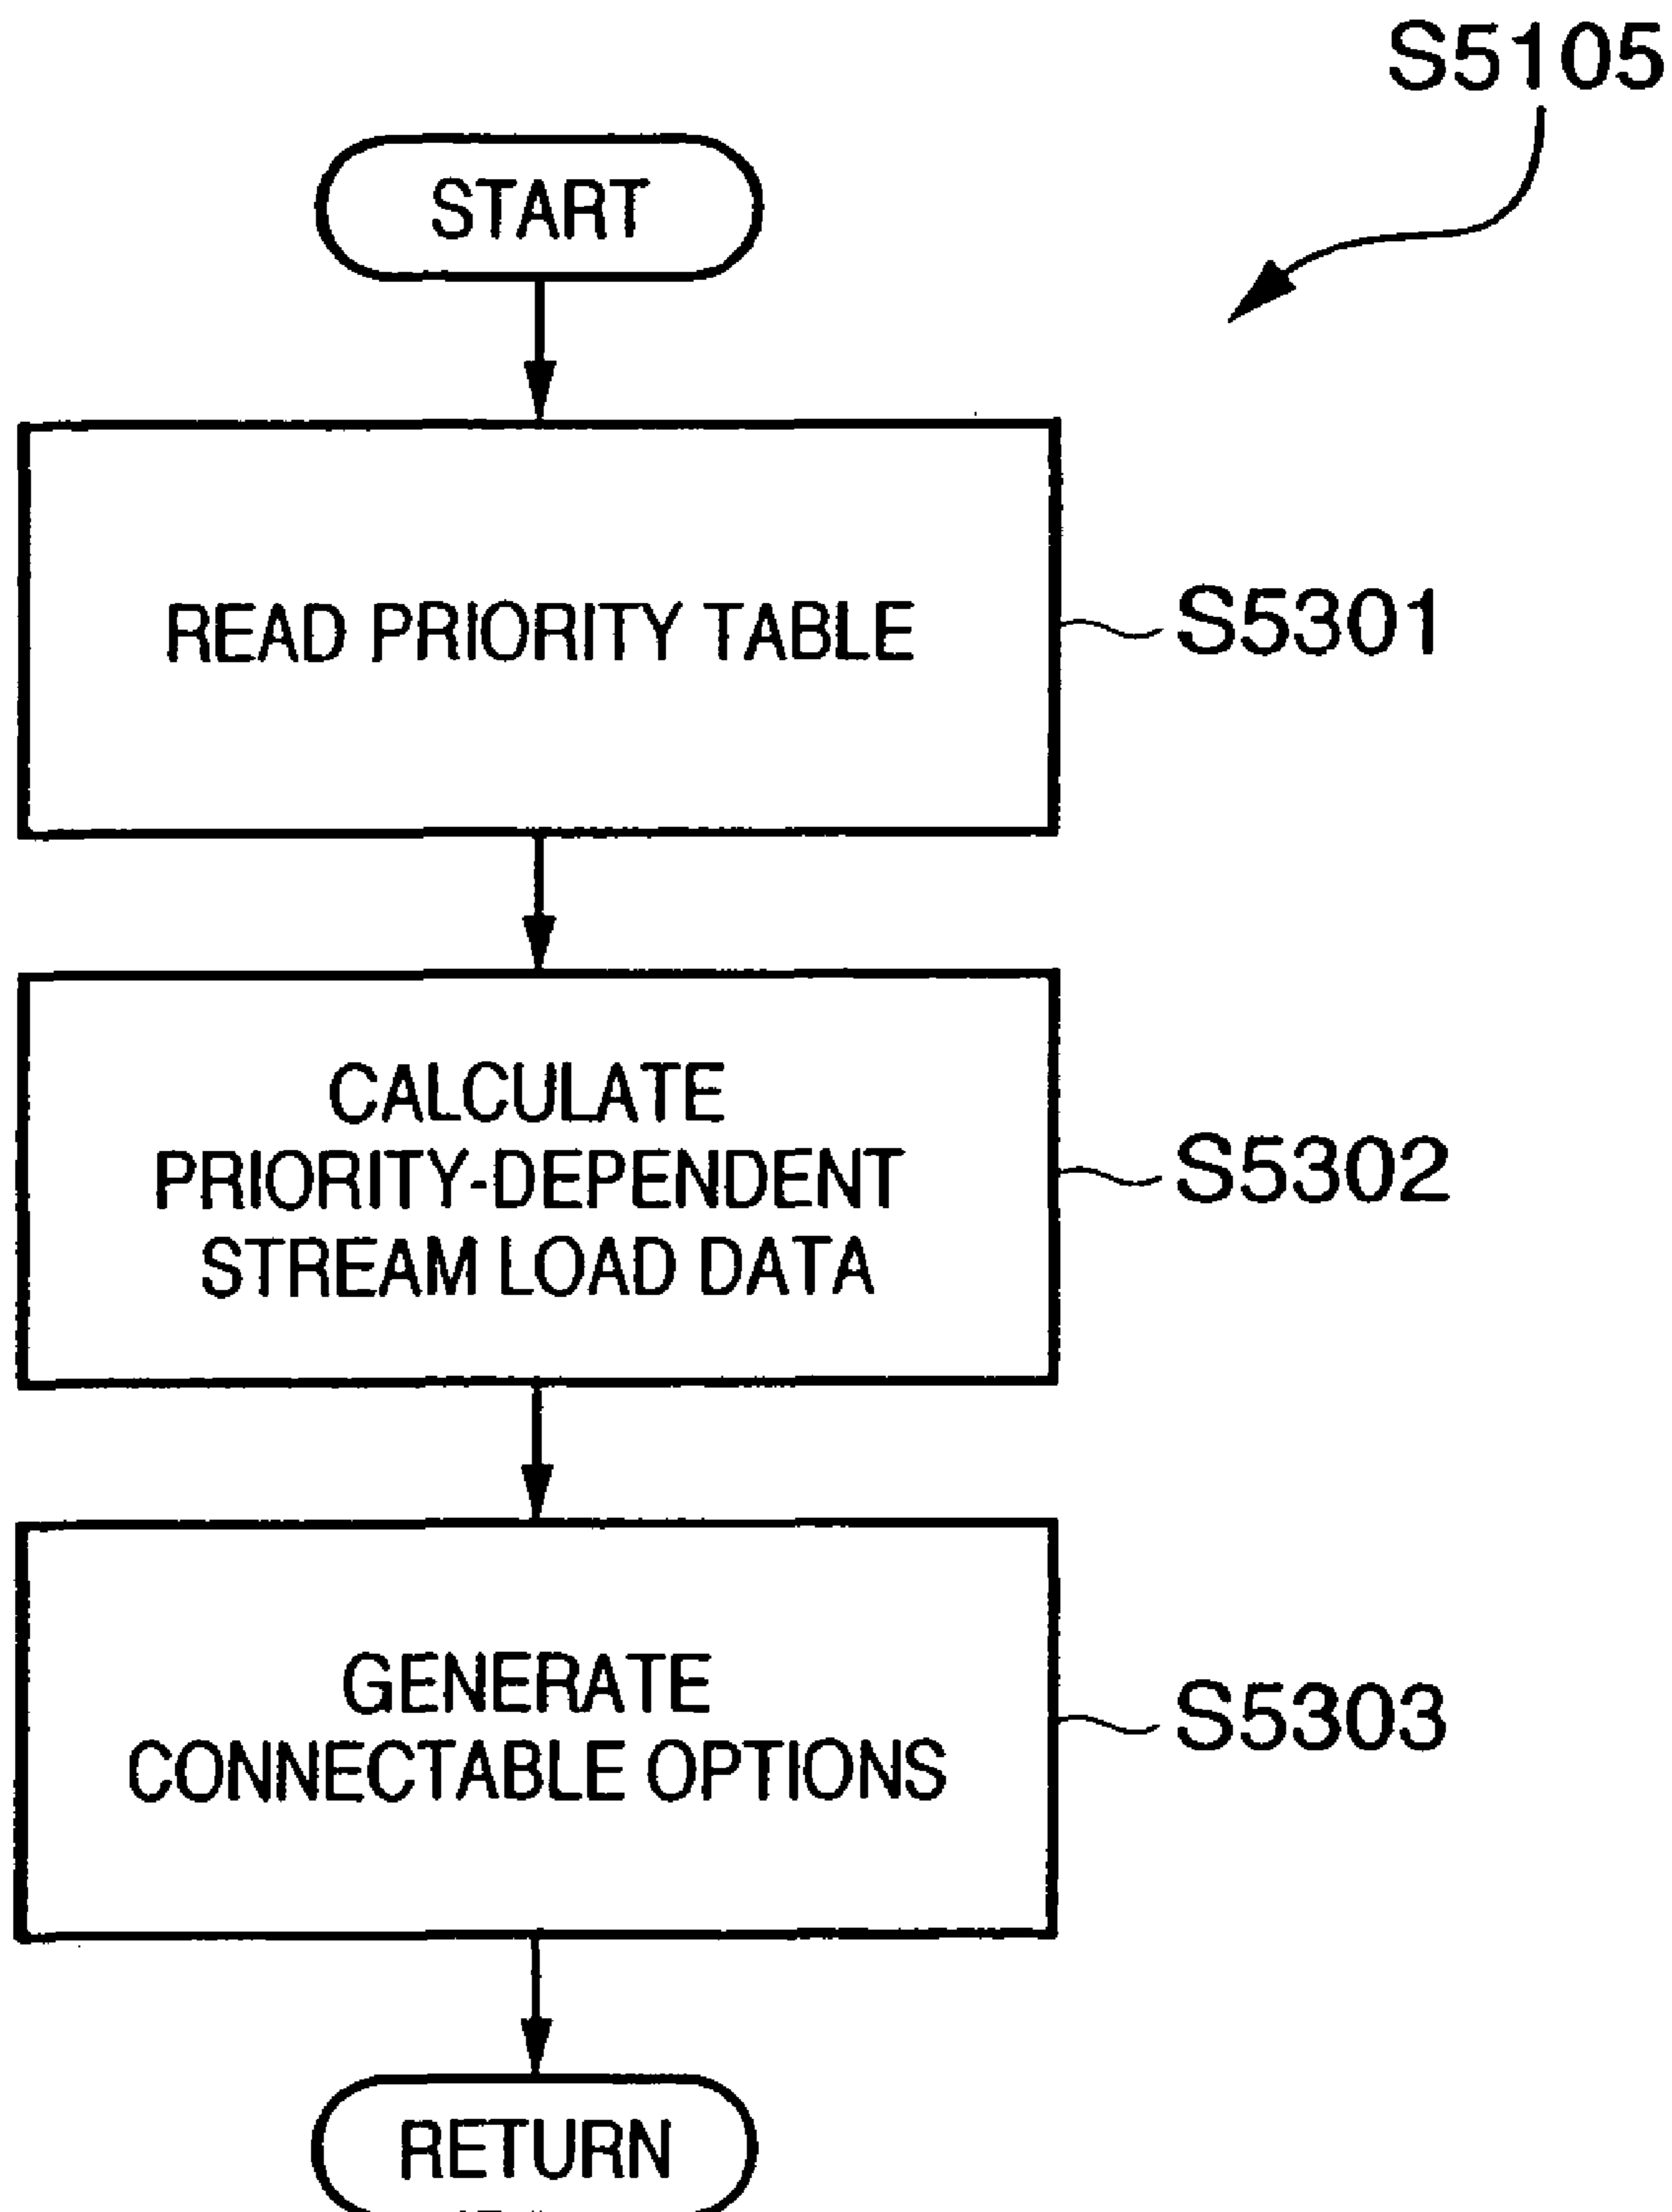 S5105
START
READ PRIORITY TABLE
S5301
CALCULATE
PRIORITY-DEPENDENT
STREAM LOAD DATA
S5302
GENERATE
CONNECTABLE OPTIONS
S5303
RETURN